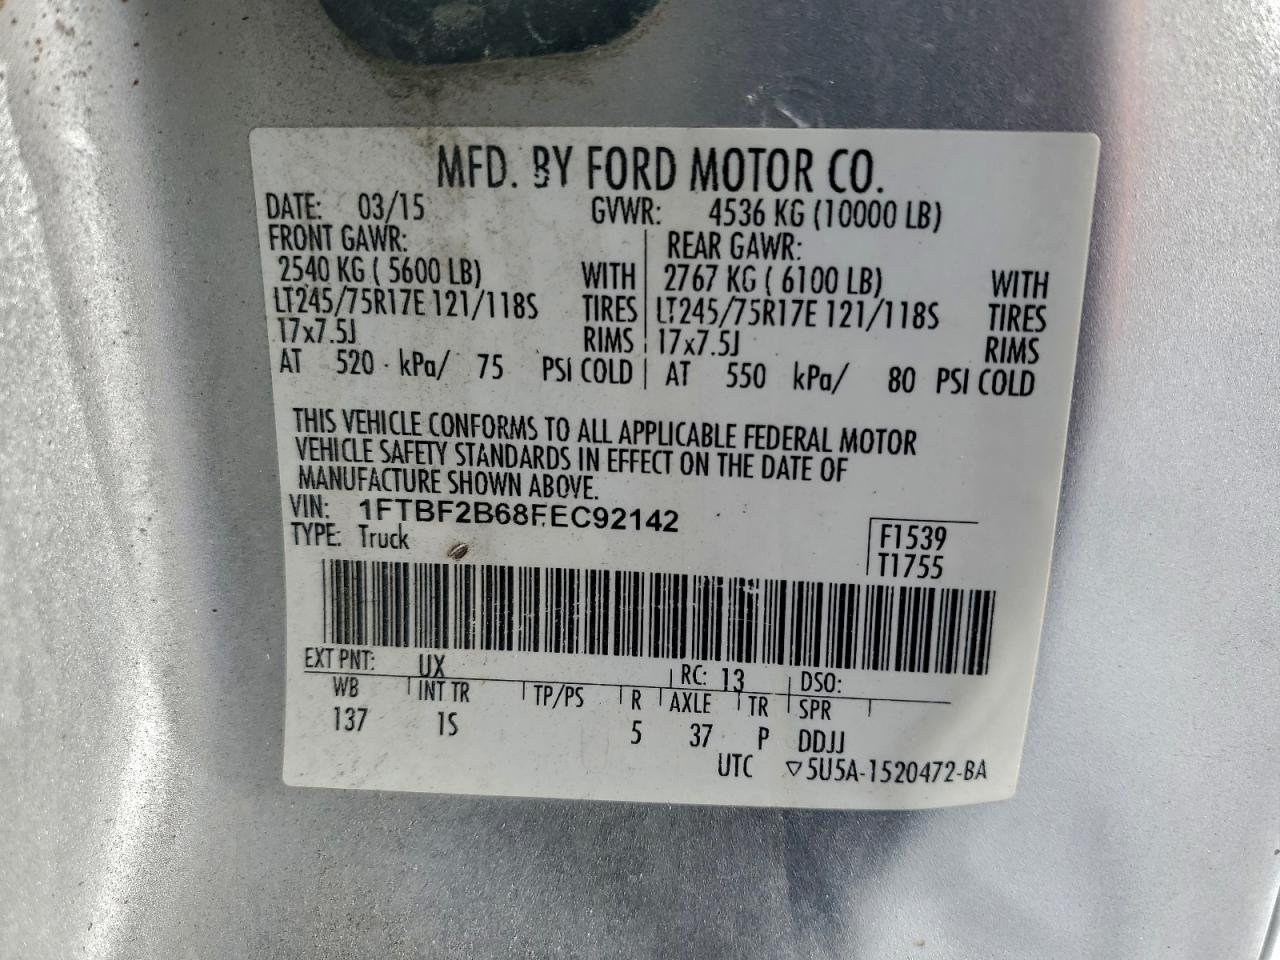 MFD. BY FORD MOTOR CO.
DATE: 03/15 GVWR: 4536 KG (10000 LB)
FRONT GAWR: REAR GAWR:
2540 KG ( 5600 LB) WITH 2767 KG ( 6100 LB) WITH
LT245/75R17E 121/118S TIRES LT245/75R17E 121/118S TIRES
17x7.5J RIMS 17x7.5J RIMS
AT 520 kPa/ 75 PSI COLD AT 550 kPa/ 80 PSI COLD
THIS VEHICLE CONFORMS TO ALL APPLICABLE FEDERAL MOTOR
VEHICLE SAFETY STANDARDS IN EFFECT ON THE DATE OF
MANUFACTURE SHOWN ABOVE.
VIN: 1FTBF2B68FEC92142
TYPE: Truck
F1539
T1755
EXT PNT: UX RC: 13 DSO:
WB INT TR TP/PS R AXLE TR SPR
137 1S 5 37 P DDJJ
UTC ▽5U5A-1520472-BA